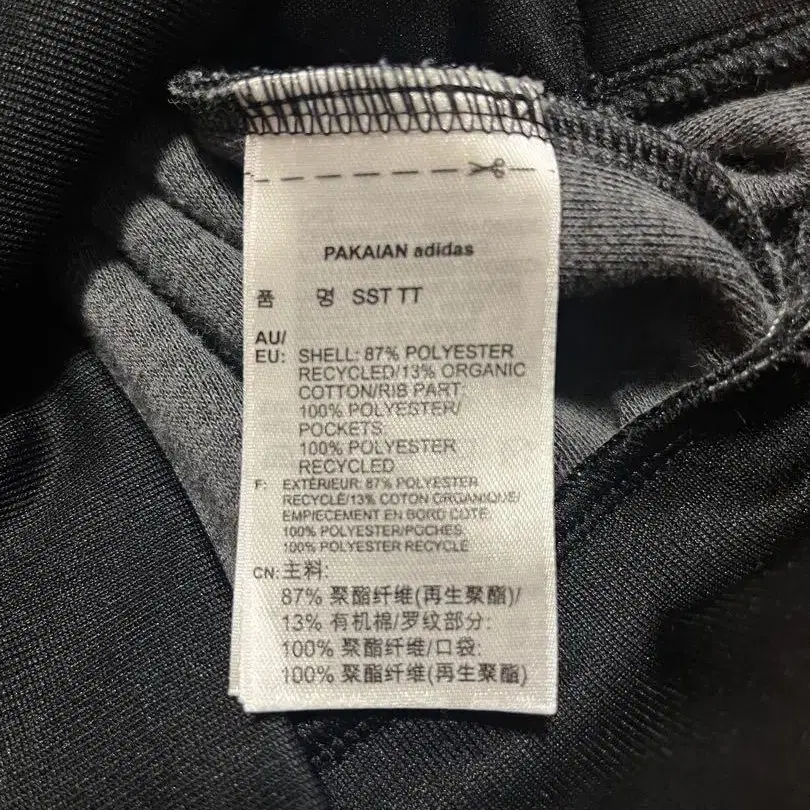 PAKAIAN adidas
품 명 SST TT
AU/
EU: SHELL: 87% POLYESTER
RECYCLED/13% ORGANIC
COTTON/RIB PART:
100% POLYESTER/
POCKETS:
100% POLYESTER
RECYCLED
F: EXTÉRIEUR: 87% POLYESTER
RECYCLÉ/13% COTON ORGANIQUE/
EMPIECEMENT EN BORD COTE:
100% POLYESTER/POCHES:
100% POLYESTER RECYCLÉ
CN: 主料:
87% 聚酯纤维(再生聚酯)/
13% 有机棉/罗纹部分:
100% 聚酯纤维/口袋:
100% 聚酯纤维(再生聚酯)